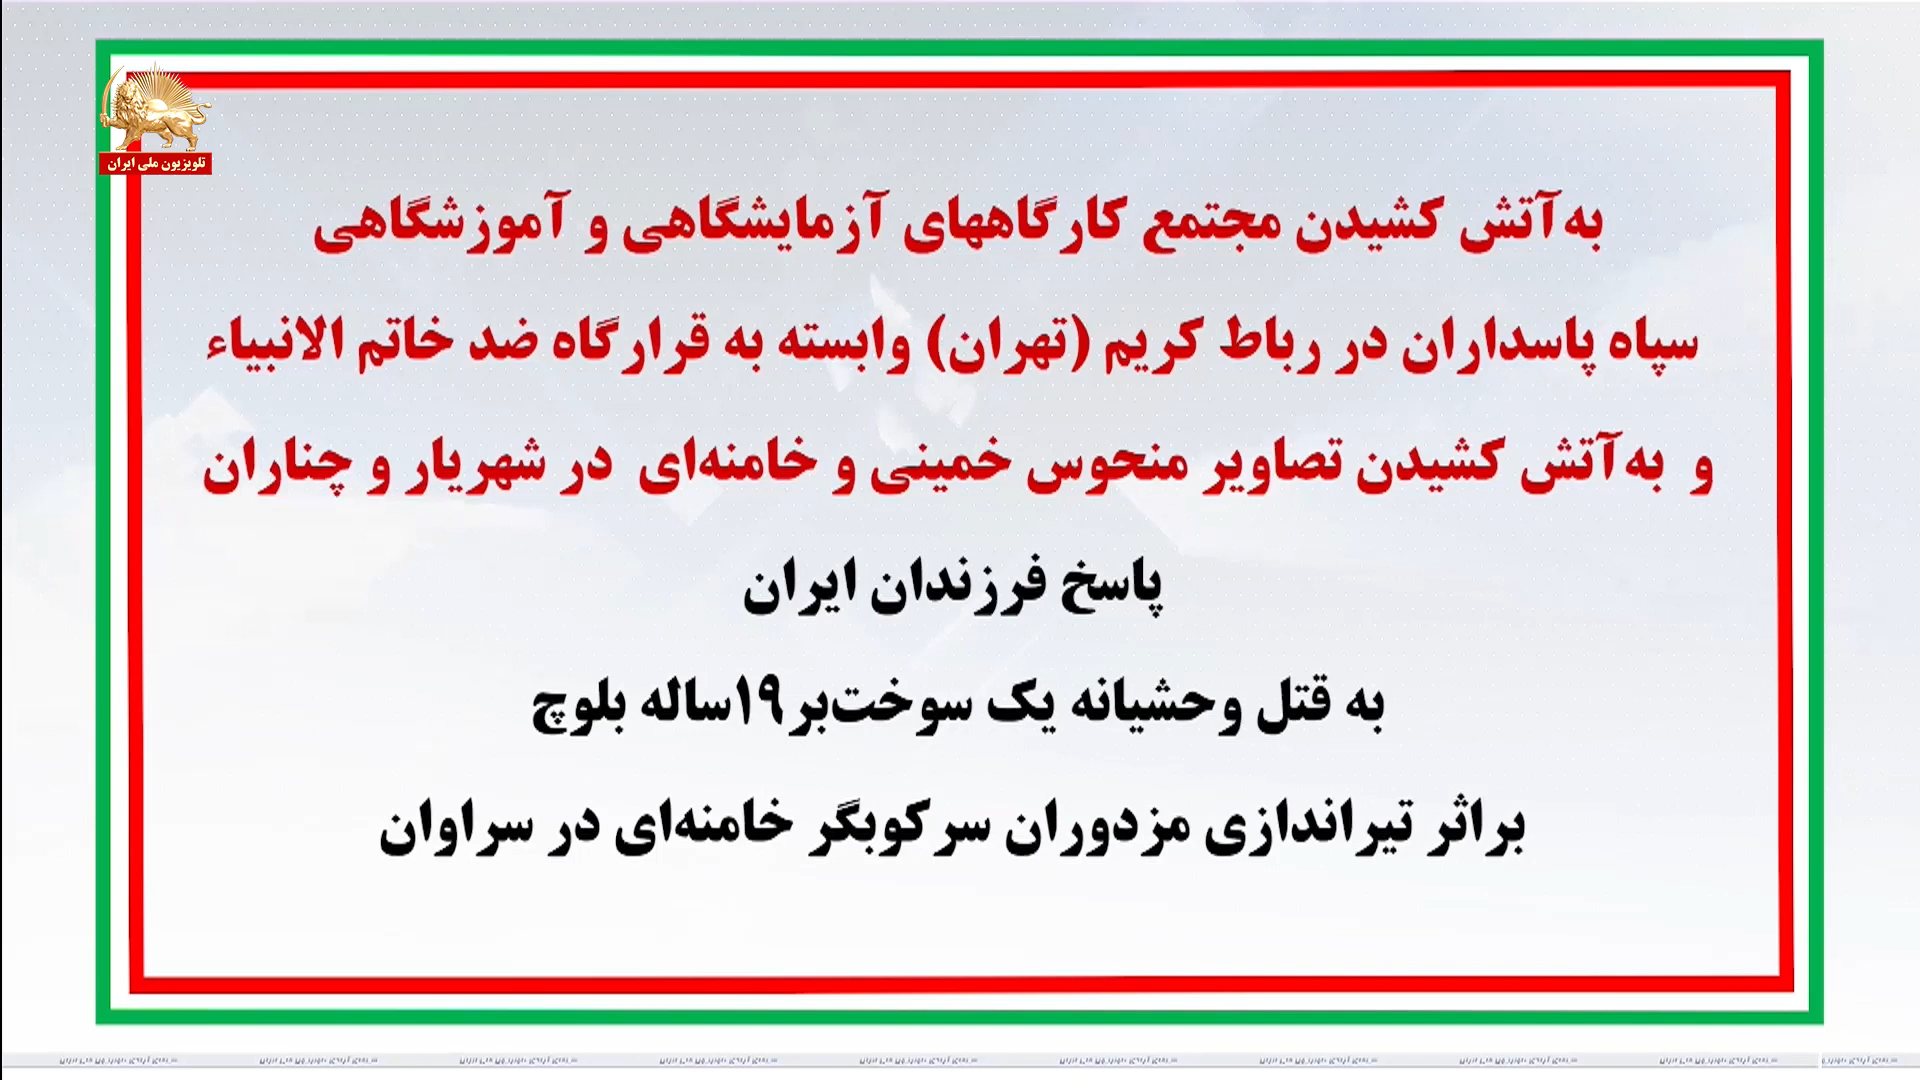 تلویزیون ملی ایران
به‌آتش کشیدن مجتمع کارگاههای آزمایشگاهی و آموزشگاهی
سپاه پاسداران در رباط کریم (تهران) وابسته به قرارگاه ضد خاتم الانبیاء
و به‌آتش کشیدن تصاویر منحوس خمینی و خامنه‌ای در شهریار و چناران
پاسخ فرزندان ایران
به قتل وحشیانه یک سوخت‌بر۱۹ساله بلوچ
براثر تیراندازی مزدوران سرکوبگر خامنه‌ای در سراوان